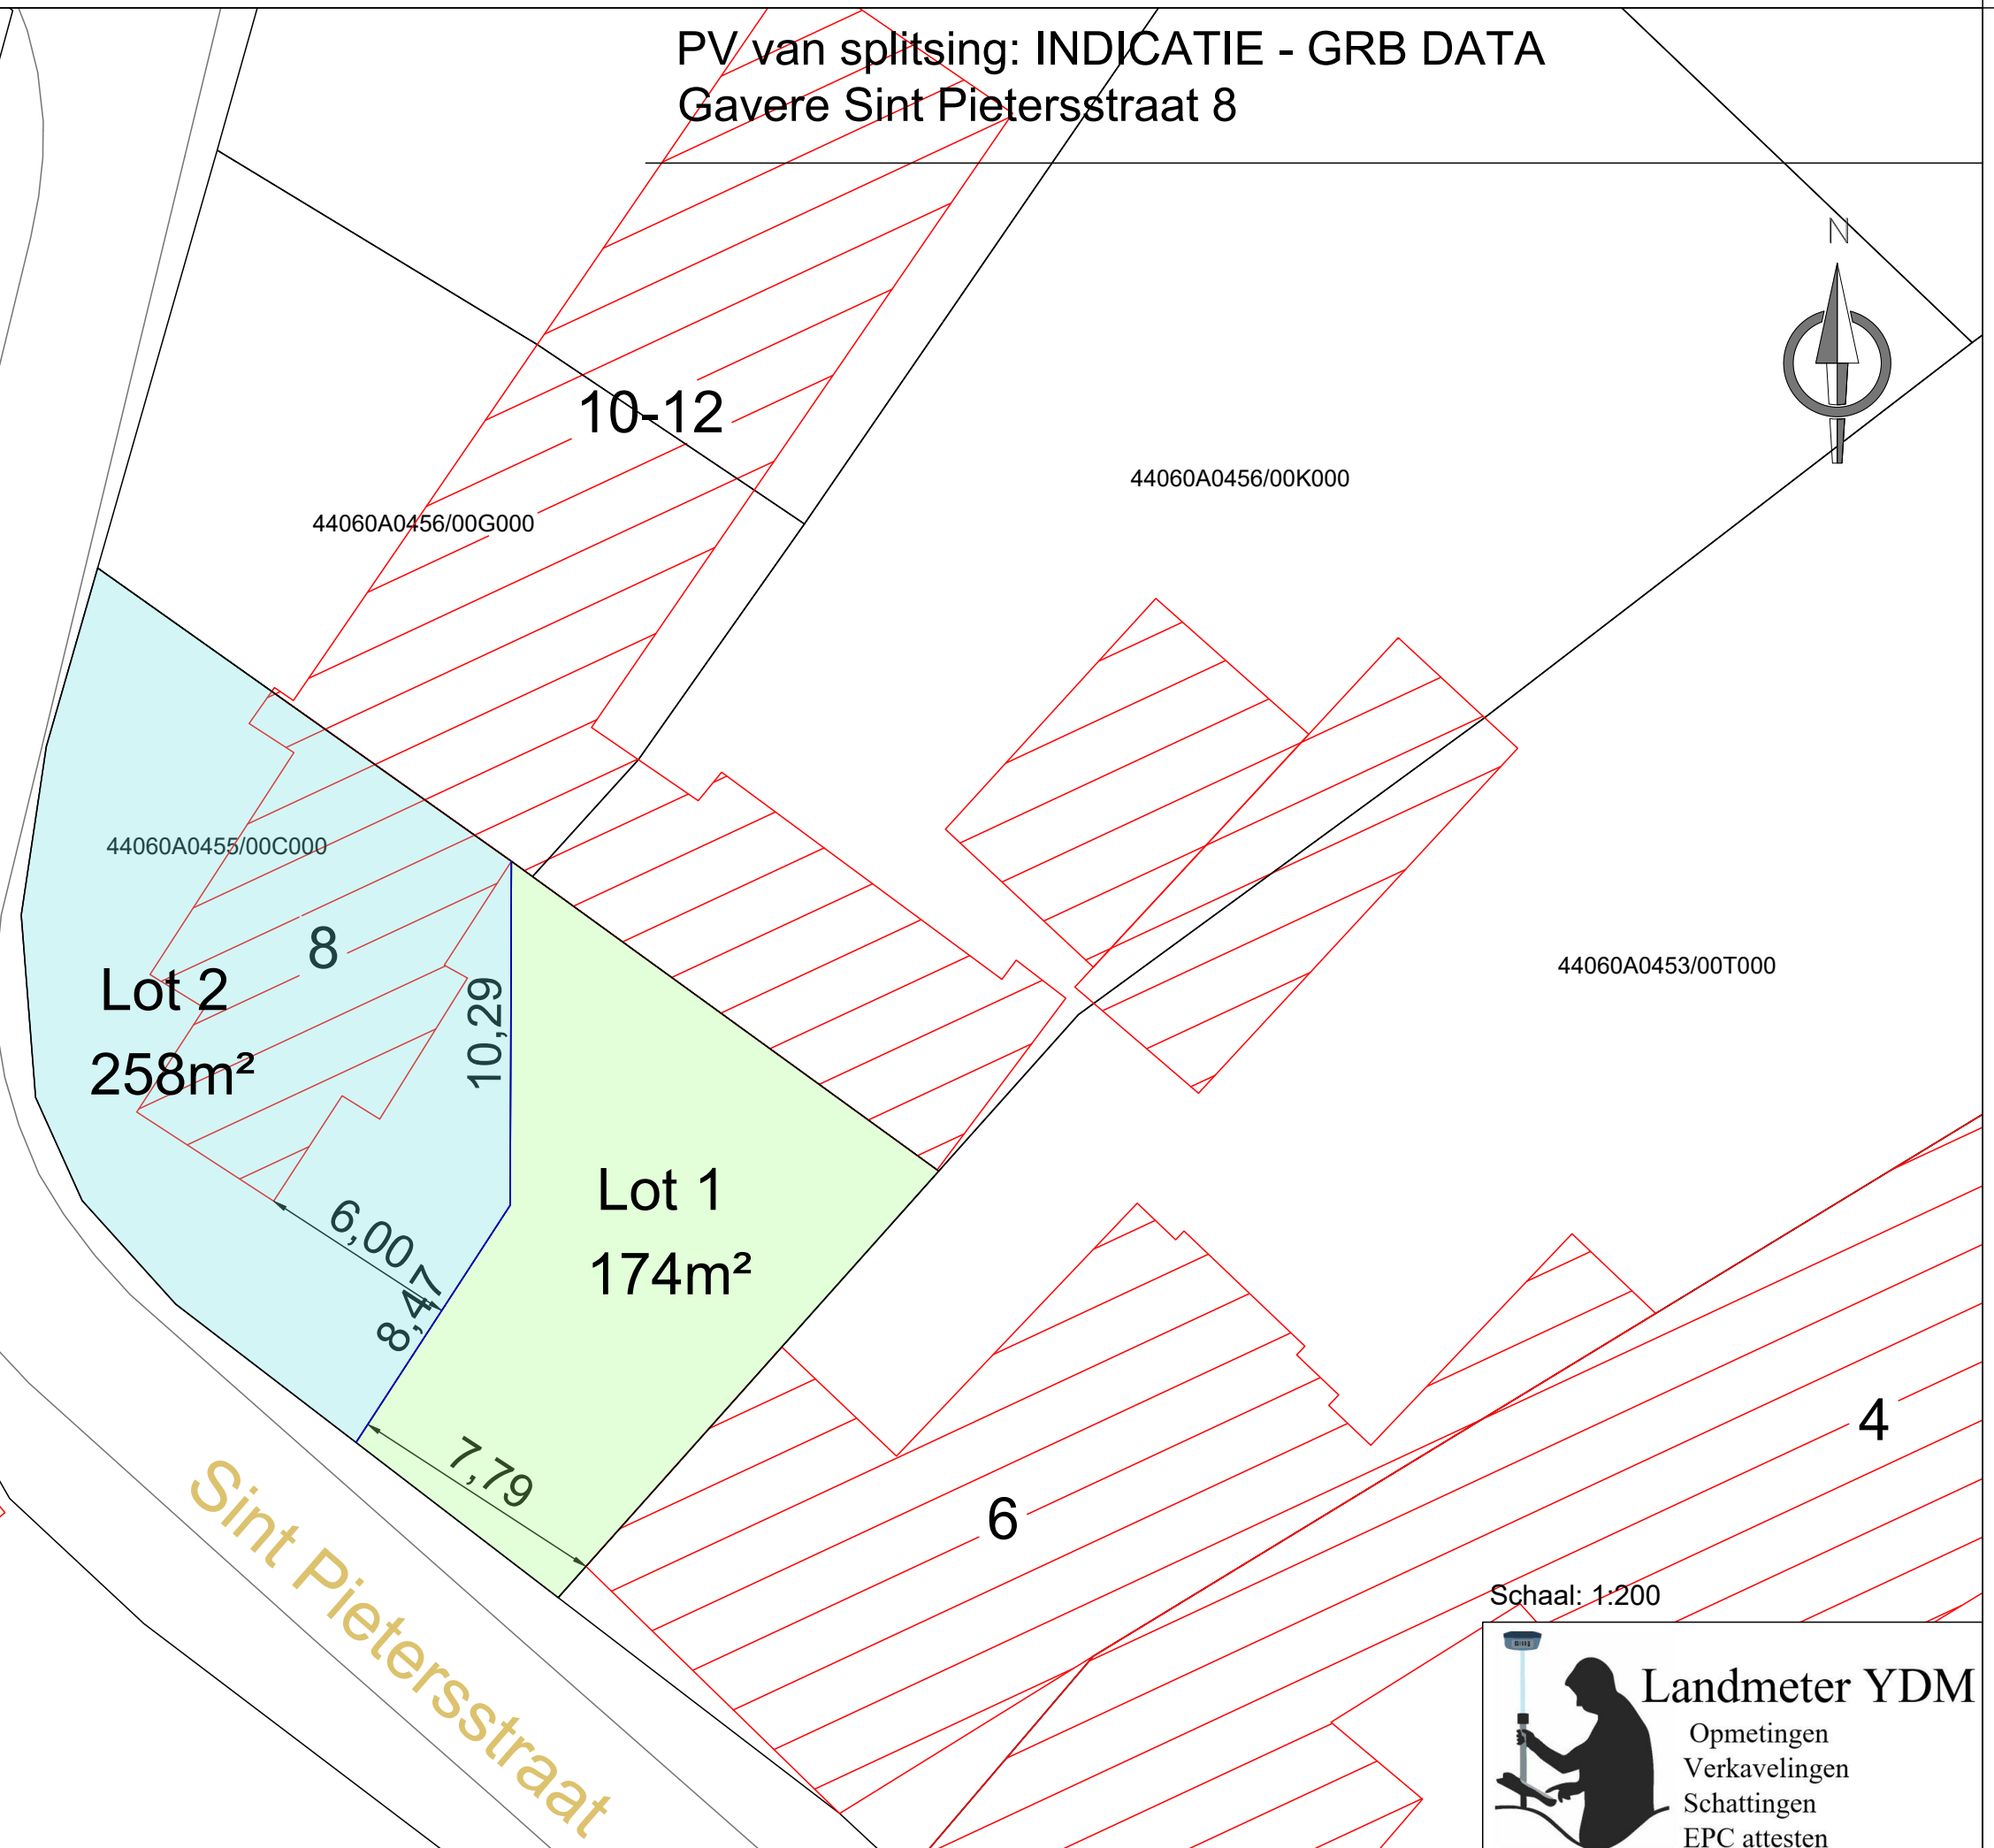 PV van splitsing: INDICATIE - GRB DATA
Gavere Sint Pietersstraat 8
N
10-12
44060A0456/00K000
44060A0456/00G000
44060A0455/00C000
8
44060A0453/00T000
Lot 2
258m²
10,29
Lot 1
174m²
6,00
8,47
7,79
4
6
Sint Pietersstraat
Schaal: 1:200
Landmeter YDM
Opmetingen
Verkavelingen
Schattingen
EPC attesten